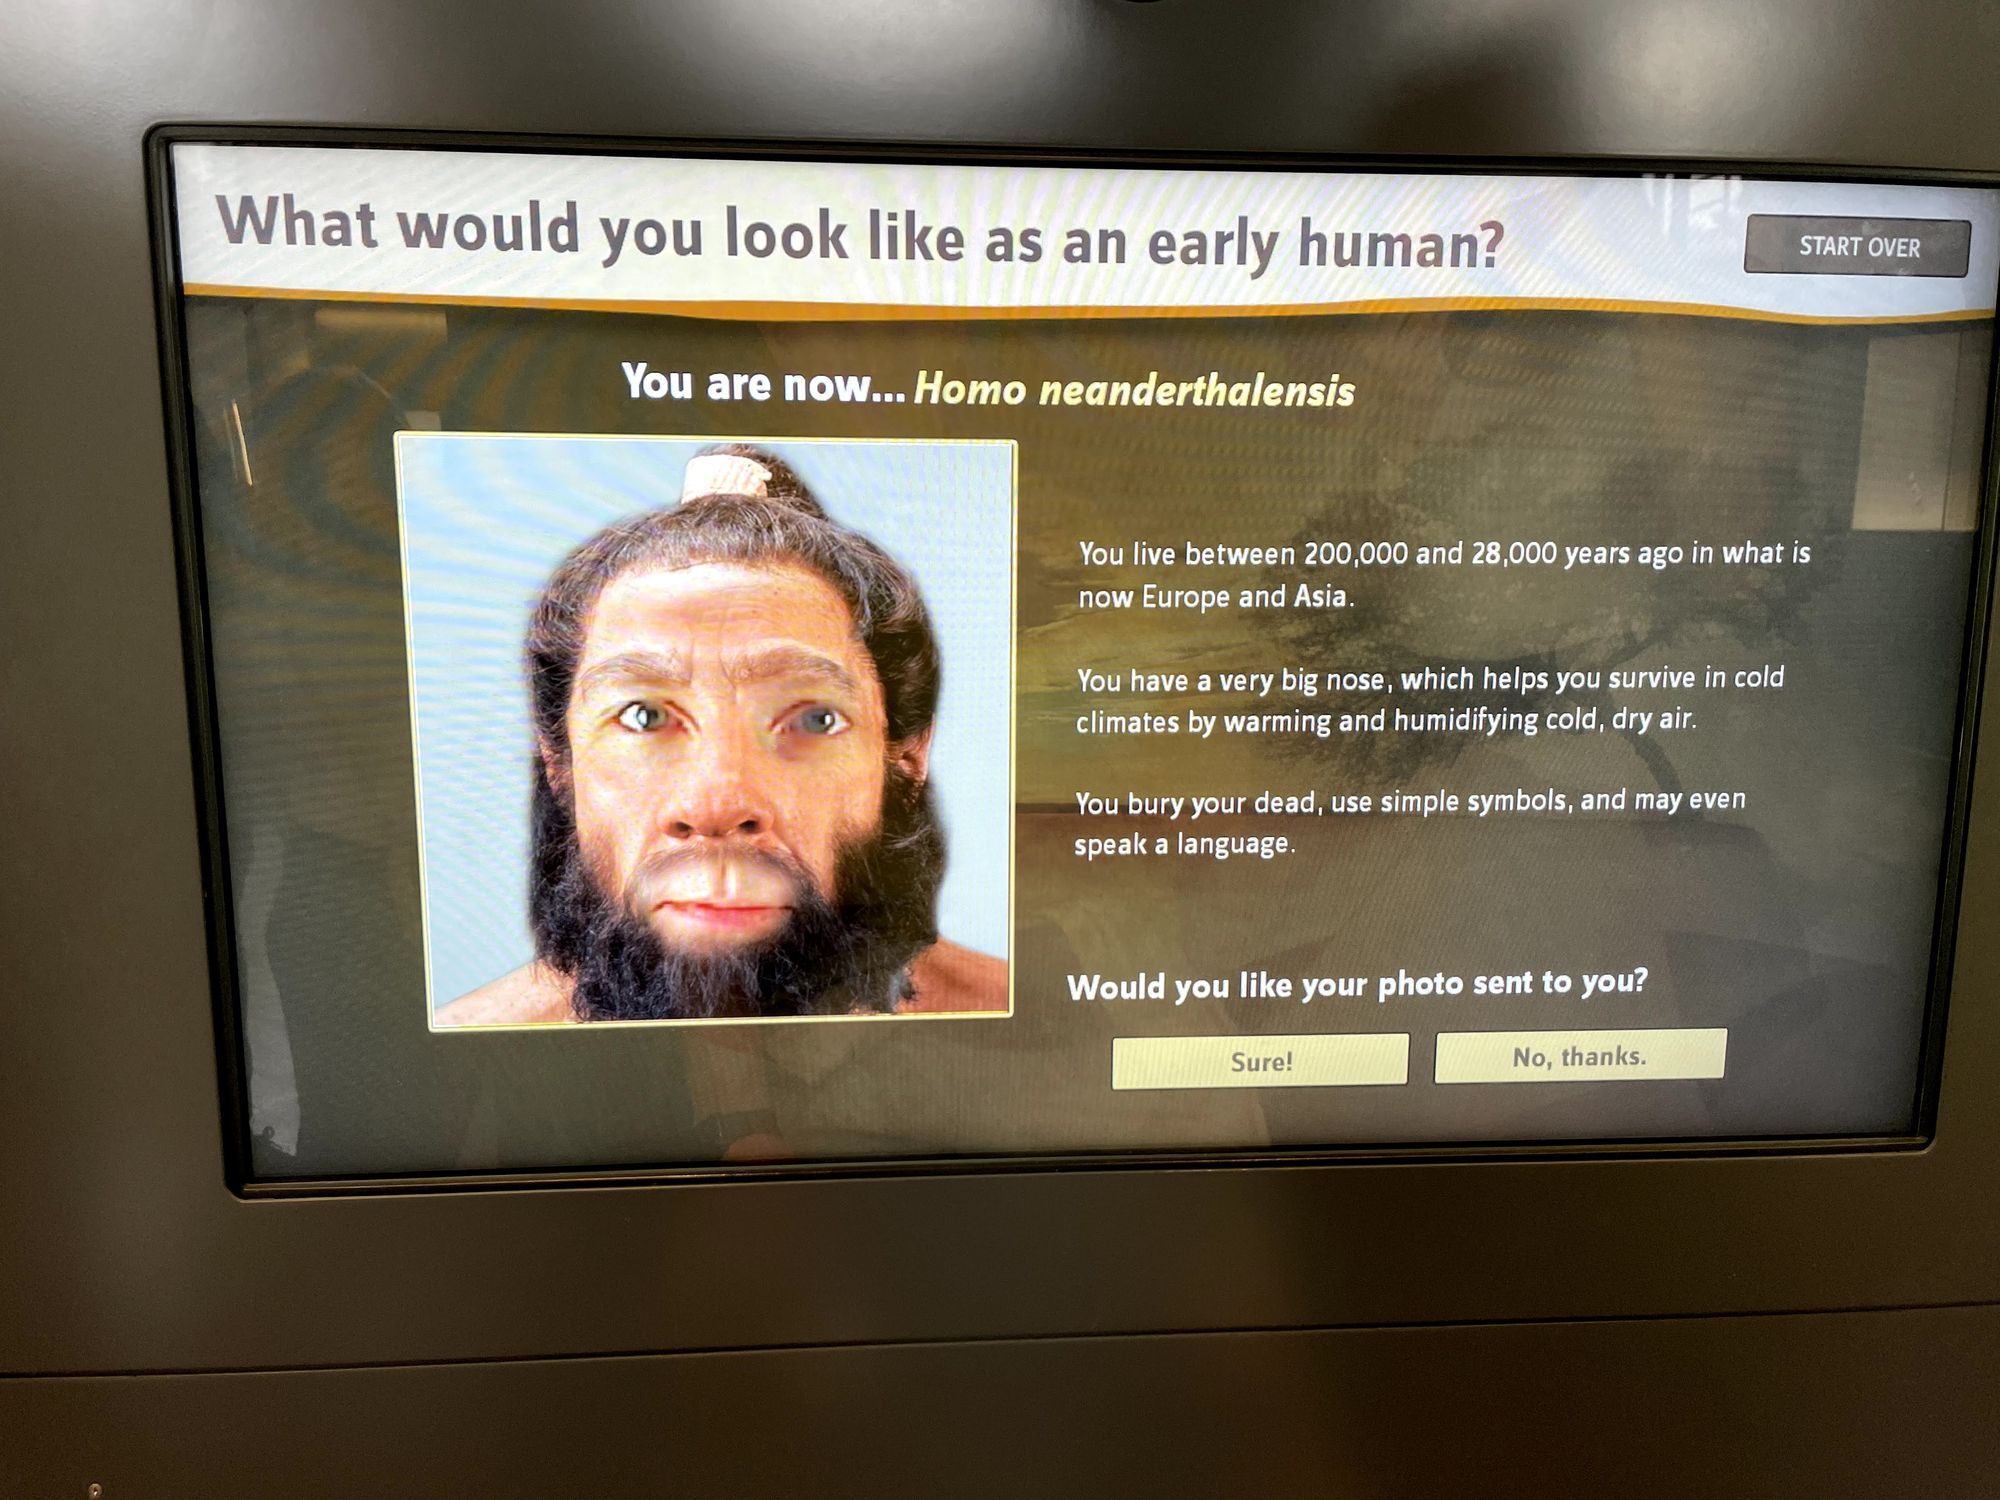 What would you look like as an early human?
START OVER
You are now... Homo neanderthalensis
You live between 200,000 and 28,000 years ago in what is
now Europe and Asia.
You have a very big nose, which helps you survive in cold
climates by warming and humidifying cold, dry air.
You bury your dead, use simple symbols, and may even
speak a language.
Would you like your photo sent to you?
Sure!
No, thanks.